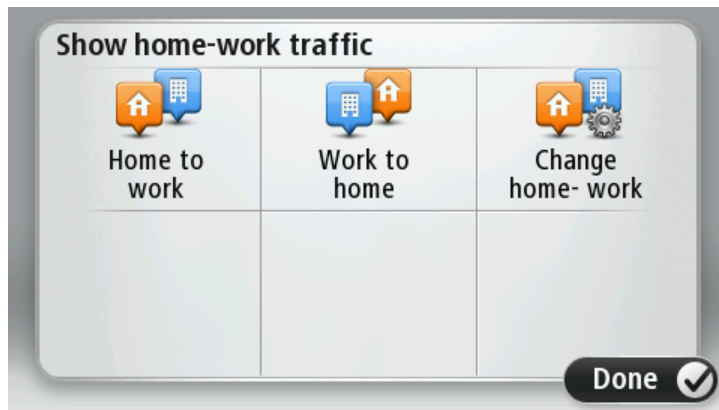 Show home-work traffic
Home to
work
Work to
home
Change
home- work
Done